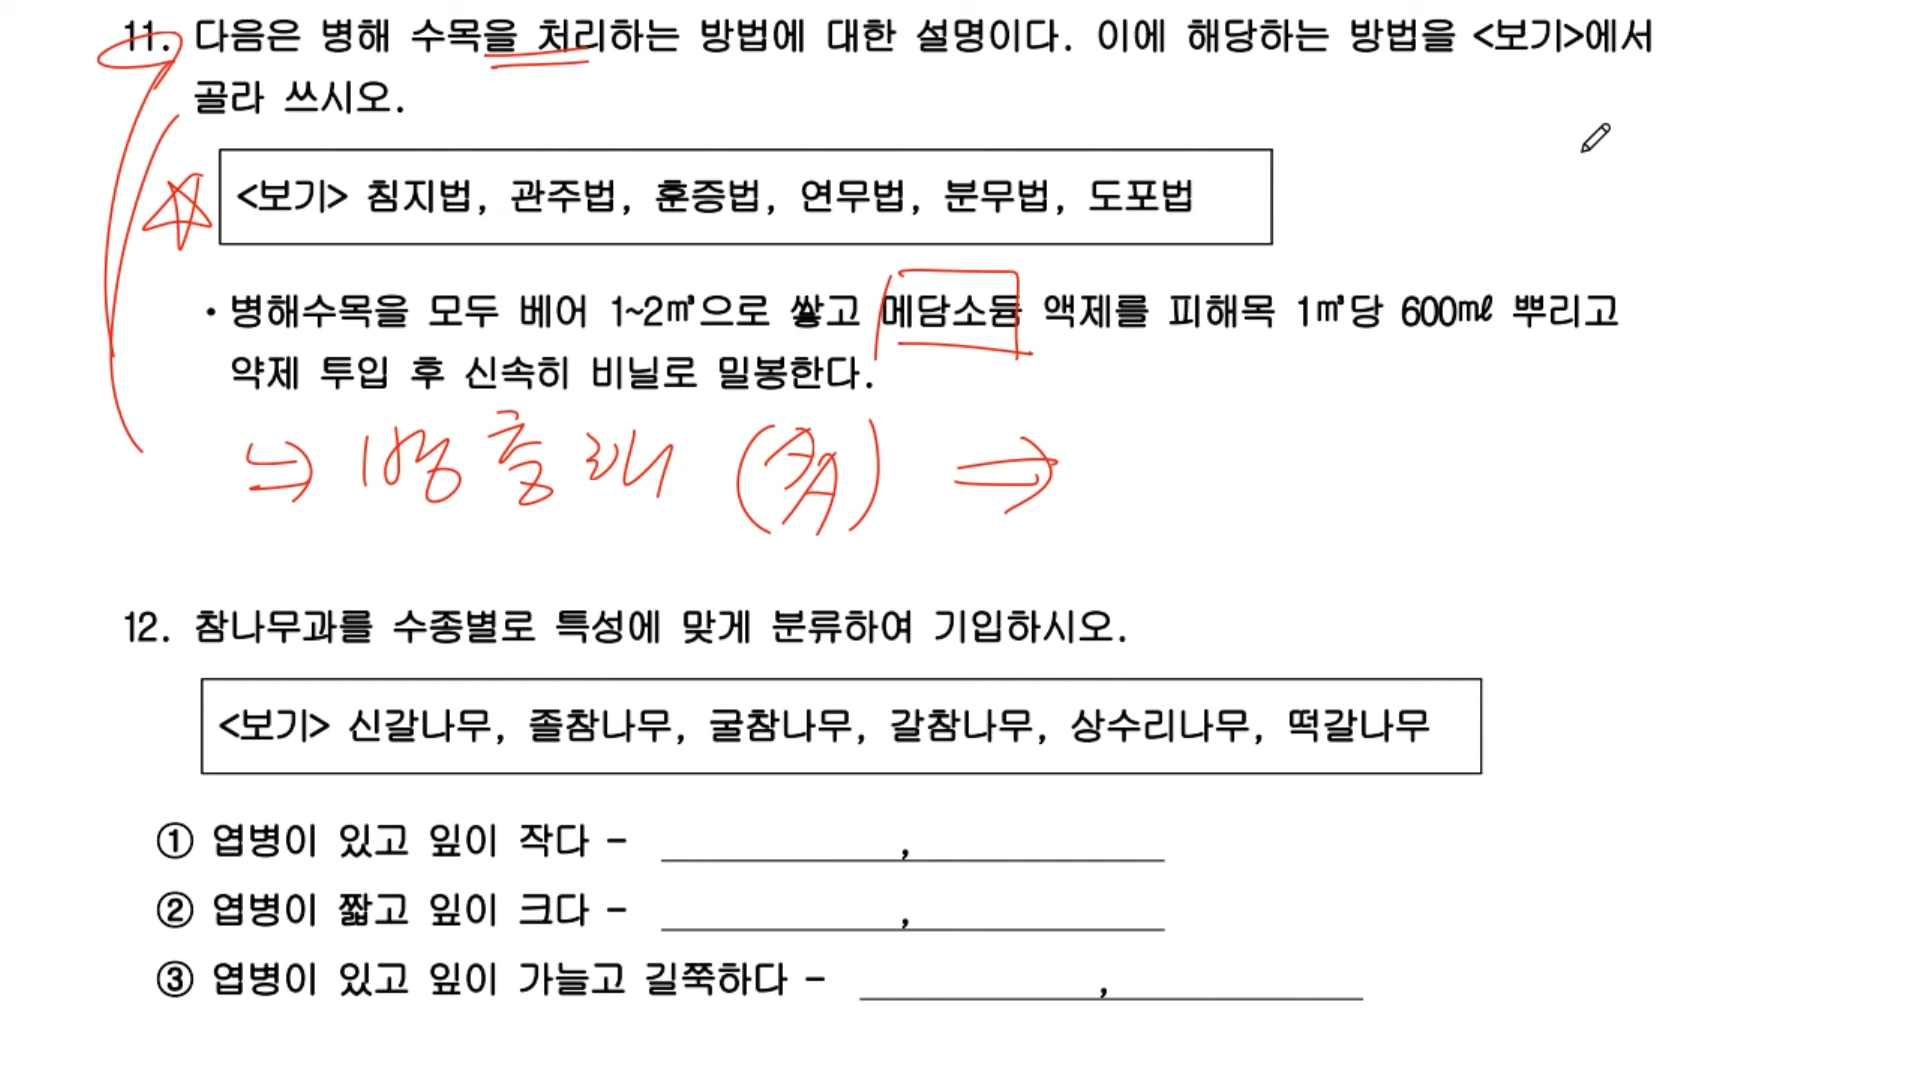 11. 다음은 병해 수목을 처리하는 방법에 대한 설명이다. 이에 해당하는 방법을 <보기>에서
골라 쓰시오.
<보기> 침지법, 관주법, 훈증법, 연무법, 분무법, 도포법
・병해수목을 모두 베어 1~2㎥으로 쌓고 메담소듐 액제를 피해목 1㎥당 600㎖ 뿌리고
약제 투입 후 신속히 비닐로 밀봉한다.
⇒ 병충해 ( ) ⇒
12. 참나무과를 수종별로 특성에 맞게 분류하여 기입하시오.
<보기> 신갈나무, 졸참나무, 굴참나무, 갈참나무, 상수리나무, 떡갈나무
① 엽병이 있고 잎이 작다 - ,
② 엽병이 짧고 잎이 크다 - ,
③ 엽병이 있고 잎이 가늘고 길쭉하다 - ,